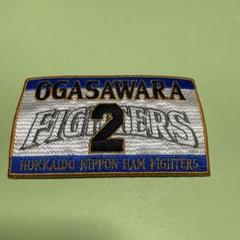 OGASAWARA
FIGHTERS
2
HOKKAIDO NIPPON HAM FIGHTERS